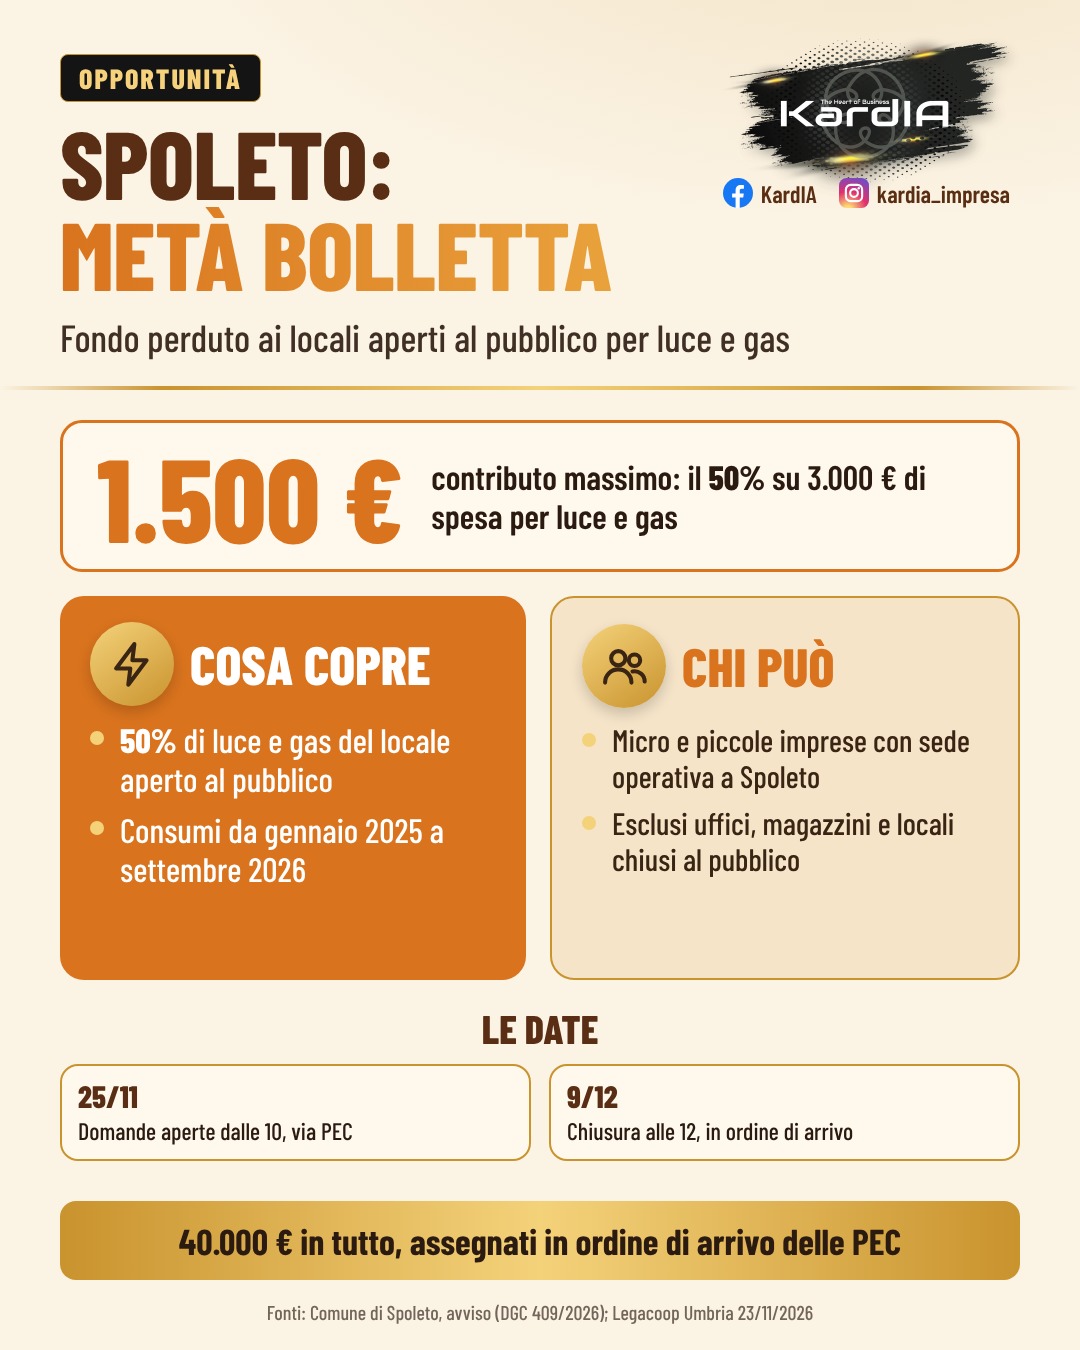 OPPORTUNITÀ
The Heart of Business
KardIA
KardIA
kardia_impresa
SPOLETO:
METÀ BOLLETTA
Fondo perduto ai locali aperti al pubblico per luce e gas
1.500 €
contributo massimo: il 50% su 3.000 € di
spesa per luce e gas
COSA COPRE
50% di luce e gas del locale
aperto al pubblico
Consumi da gennaio 2025 a
settembre 2026
CHI PUÒ
Micro e piccole imprese con sede
operativa a Spoleto
Esclusi uffici, magazzini e locali
chiusi al pubblico
LE DATE
25/11
Domande aperte dalle 10, via PEC
9/12
Chiusura alle 12, in ordine di arrivo
40.000 € in tutto, assegnati in ordine di arrivo delle PEC
Fonti: Comune di Spoleto, avviso (DGC 409/2026); Legacoop Umbria 23/11/2026